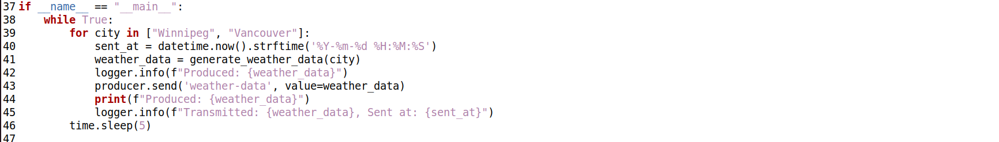 37 if __name__ == "__main__":
38     while True:
39         for city in ["Winnipeg", "Vancouver"]:
40             sent_at = datetime.now().strftime('%Y-%m-%d %H:%M:%S')
41             weather_data = generate_weather_data(city)
42             logger.info(f"Produced: {weather_data}")
43             producer.send('weather-data', value=weather_data)
44             print(f"Produced: {weather_data}")
45             logger.info(f"Transmitted: {weather_data}, Sent at: {sent_at}")
46         time.sleep(5)
47